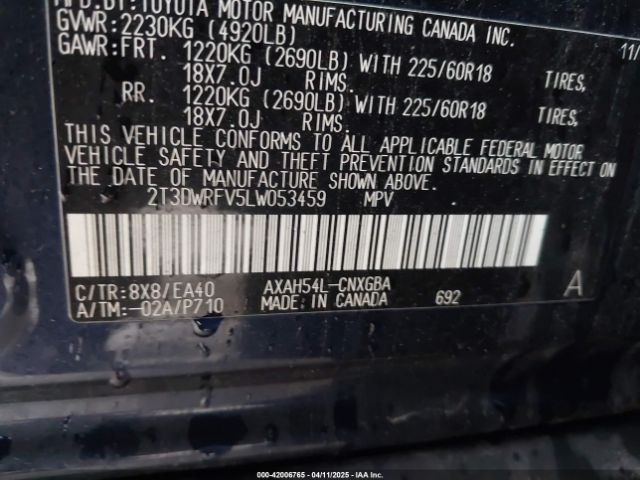 MFD.BY:TOYOTA MOTOR MANUFACTURING CANADA INC.
GVWR:2230KG (4920LB) 11/
GAWR:FRT. 1220KG (2690LB) WITH 225/60R18 TIRES,
18X7.0J RIMS.
RR. 1220KG (2690LB) WITH 225/60R18 TIRES,
18X7.0J RIMS.
THIS VEHICLE CONFORMS TO ALL APPLICABLE FEDERAL MOTOR
VEHICLE SAFETY AND THEFT PREVENTION STANDARDS IN EFFECT ON
THE DATE OF MANUFACTURE SHOWN ABOVE.
2T3DWRFV5LW053459 MPV
C/TR:8X8/EA40 AXAH54L-CNXGBA A
A/TM:-02A/P710 MADE IN CANADA 692
000-42006765 - 04/11/2025 - IAAI.COM